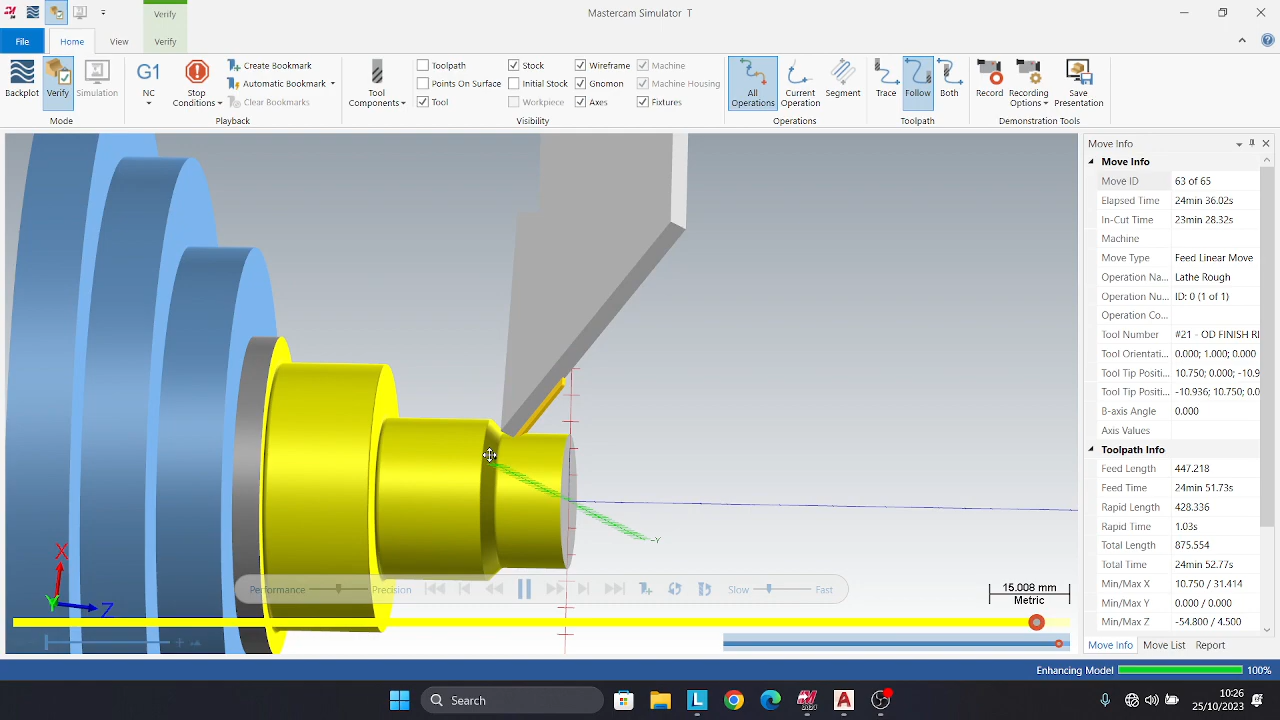 Verify
Mastercam Simulator T
File
Home
View
Verify
Backplot
Verify
Simulation
Mode
G1
NC
Stop
Conditions
Create Bookmark
Automatic Bookmark
Clear Bookmarks
Playback
Tool
Components
Toolpath
Points On Surface
Tool
Stock
Initial Stock
Workpiece
Wireframe
Gnomon
Axes
Machine
Machine Housing
Fixtures
Visibility
All
Operations
Current
Operation
Segment
Operations
Trace
Follow
Both
Toolpath
Record
Recording
Options
Save
Presentation
Demonstration Tools
Move Info
Move Info
Move ID 63 of 65
Elapsed Time 24min 36.02s
In-Cut Time 23min 28.32s
Machine
Move Type Feed Linear Move
Operation Na... Lathe Rough
Operation Nu... ID: 0 (1 of 1)
Operation Co...
Tool Number #21 - OD FINISH RI
Tool Orientati... 0.000; 1.000; 0.000
Tool Tip Positi... 10.750; 0.000; -10.9
Tool Tip Positi... -10.936; 10.750; 0.0
B-axis Angle 0.000
Axis Values
Toolpath Info
Feed Length 447.219
Feed Time 24min 51.73s
Rapid Length 428.336
Rapid Time 1.03s
Total Length 875.554
Total Time 24min 52.77s
Min/Max X 10.750 / 31.414
Min/Max Y 0.000 / 0.000
Min/Max Z -54.800 / 4.500
Move Info
Move List
Report
-Y
X
Y
Z
Performance
Precision
Slow
Fast
15.008 mm
Metric
Enhancing Model
100%
Search
10:26
25/10/2025